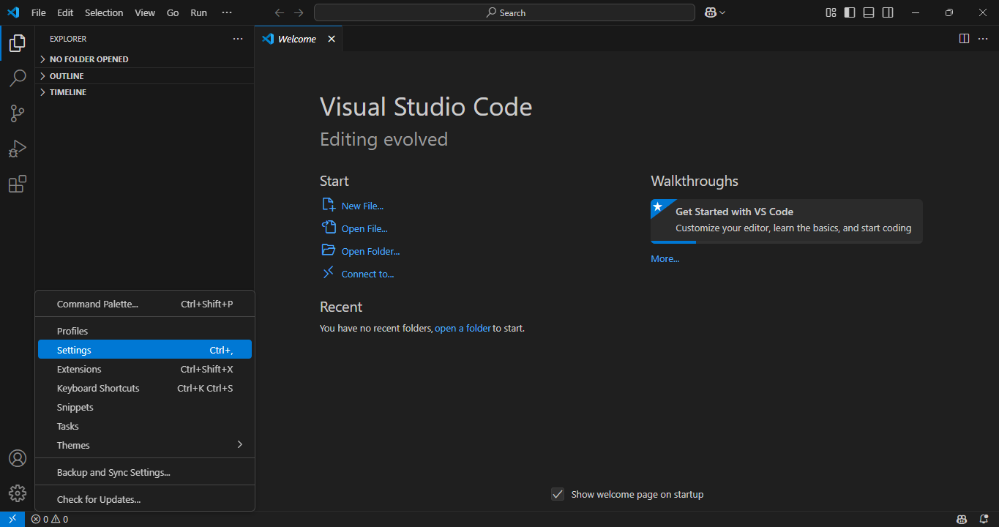 File Edit Selection View Go Run ··· Search
EXPLORER ···
Welcome
NO FOLDER OPENED
OUTLINE
TIMELINE
Visual Studio Code
Editing evolved
Start
New File...
Open File...
Open Folder...
Connect to...
Recent
You have no recent folders, open a folder to start.
Walkthroughs
Get Started with VS Code
Customize your editor, learn the basics, and start coding
More...
Command Palette... Ctrl+Shift+P
Profiles
Settings Ctrl+,
Extensions Ctrl+Shift+X
Keyboard Shortcuts Ctrl+K Ctrl+S
Snippets
Tasks
Themes
Backup and Sync Settings...
Check for Updates...
Show welcome page on startup
0 0